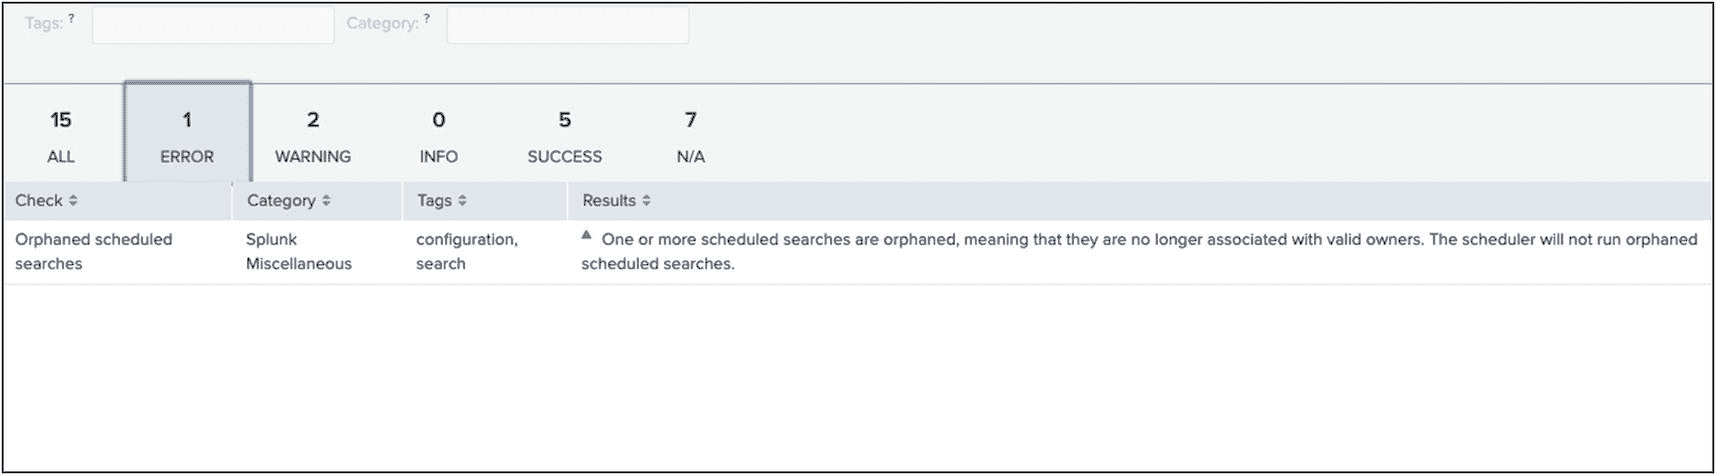 Tags: ? Category: ?
15 1 2 0 5 7
ALL ERROR WARNING INFO SUCCESS N/A
Check Category Tags Results
Orphaned scheduled Splunk configuration, One or more scheduled searches are orphaned, meaning that they are no longer associated with valid owners. The scheduler will not run orphaned
searches Miscellaneous search scheduled searches.